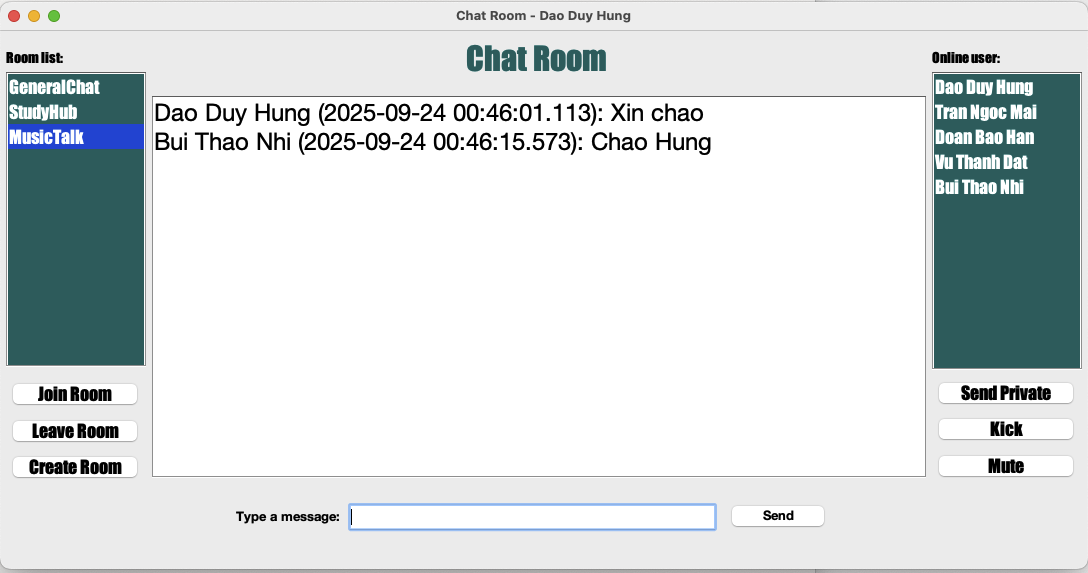 Chat Room - Dao Duy Hung
Chat Room
Room list:
GeneralChat
StudyHub
MusicTalk
Join Room
Leave Room
Create Room
Dao Duy Hung (2025-09-24 00:46:01.113): Xin chao
Bui Thao Nhi (2025-09-24 00:46:15.573): Chao Hung
Type a message:
Send
Online user:
Dao Duy Hung
Tran Ngoc Mai
Doan Bao Han
Vu Thanh Dat
Bui Thao Nhi
Send Private
Kick
Mute